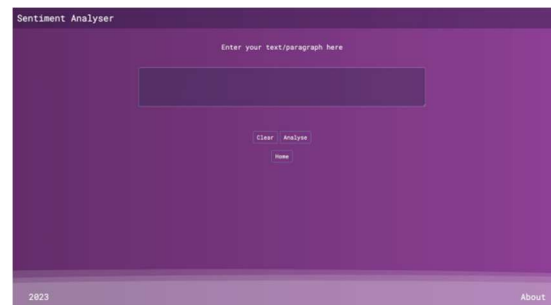 Sentiment Analyser
Enter your text/paragraph here
Clear Analyse
Home
2023 About